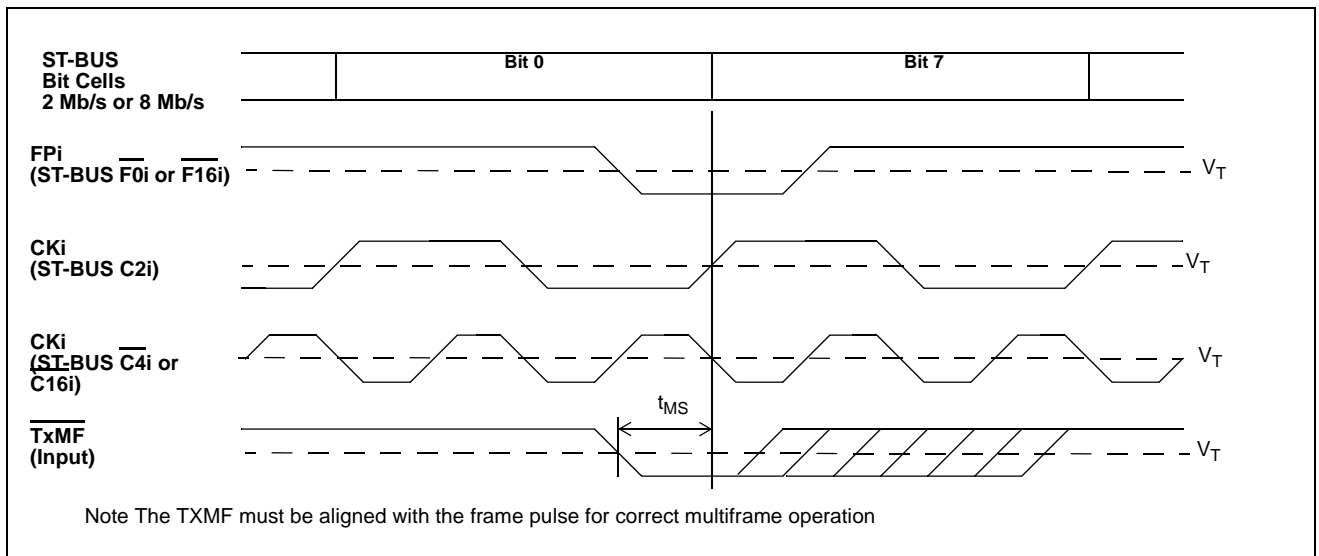 ST-BUS
Bit Cells
2 Mb/s or 8 Mb/s
Bit 0
Bit 7
FPi
(ST-BUS F0i or F16i)
VT
CKi
(ST-BUS C2i)
VT
CKi
(ST-BUS C4i or
C16i)
VT
tMS
TxMF
(Input)
VT
Note The TXMF must be aligned with the frame pulse for correct multiframe operation